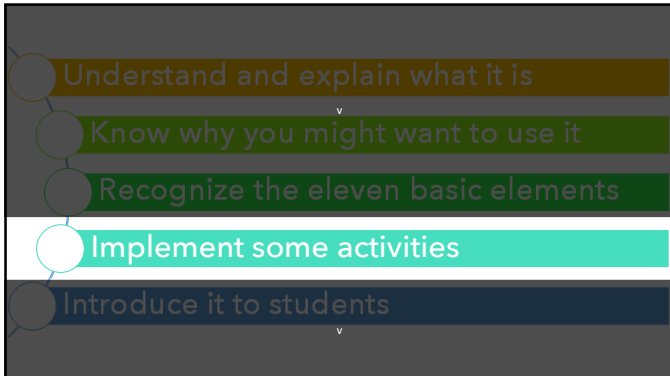 Understand and explain what it is
v
Know why you might want to use it
Recognize the eleven basic elements
Implement some activities
Introduce it to students
v